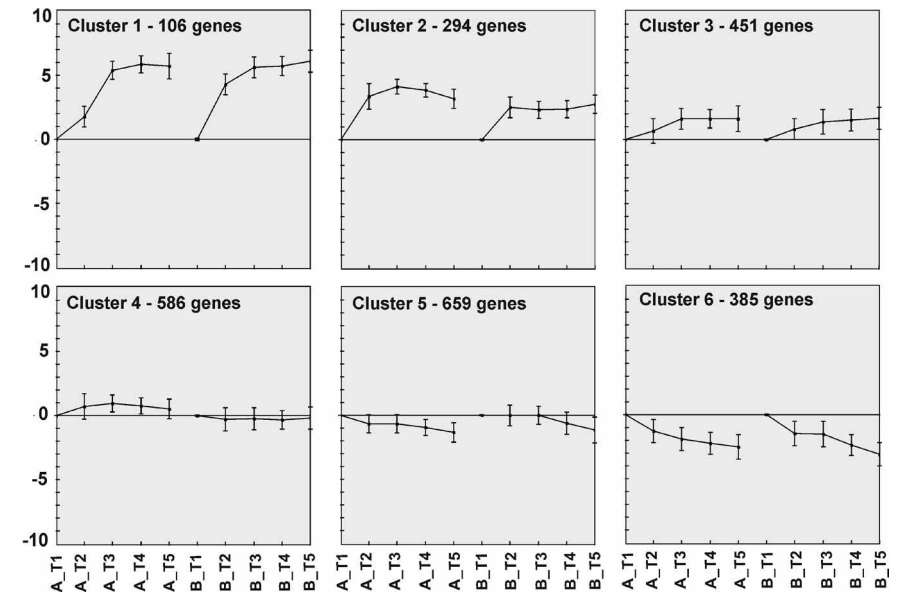 Cluster 1 - 106 genes
Cluster 2 - 294 genes
Cluster 3 - 451 genes
10
5
0
-5
-10
Cluster 4 - 586 genes
Cluster 5 - 659 genes
Cluster 6 - 385 genes
10
5
0
-5
-10
A_T1 A_T2 A_T3 A_T4 A_T5 B_T1 B_T2 B_T3 B_T4 B_T5
A_T1 A_T2 A_T3 A_T4 A_T5 B_T1 B_T2 B_T3 B_T4 B_T5
A_T1 A_T2 A_T3 A_T4 A_T5 B_T1 B_T2 B_T3 B_T4 B_T5